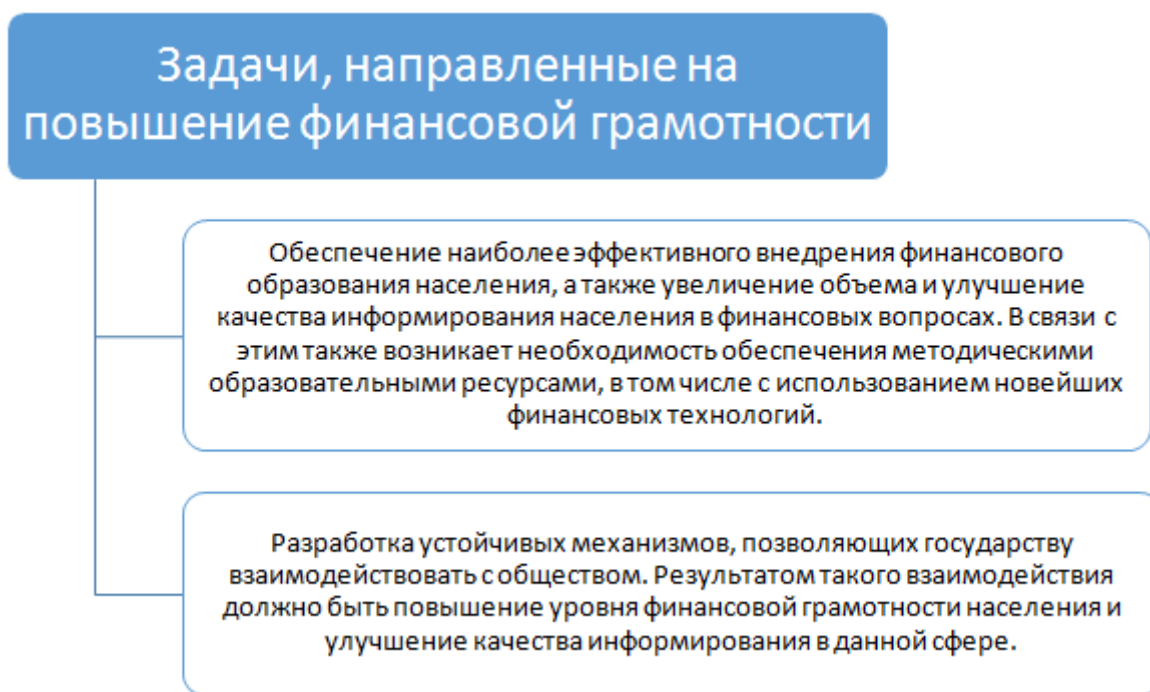 Задачи, направленные на
повышение финансовой грамотности
Обеспечение наиболее эффективного внедрения финансового
образования населения, а также увеличение объема и улучшение
качества информирования населения в финансовых вопросах. В связи с
этим также возникает необходимость обеспечения методическими
образовательными ресурсами, в том числе с использованием новейших
финансовых технологий.
Разработка устойчивых механизмов, позволяющих государству
взаимодействовать с обществом. Результатом такого взаимодействия
должно быть повышение уровня финансовой грамотности населения и
улучшение качества информирования в данной сфере.